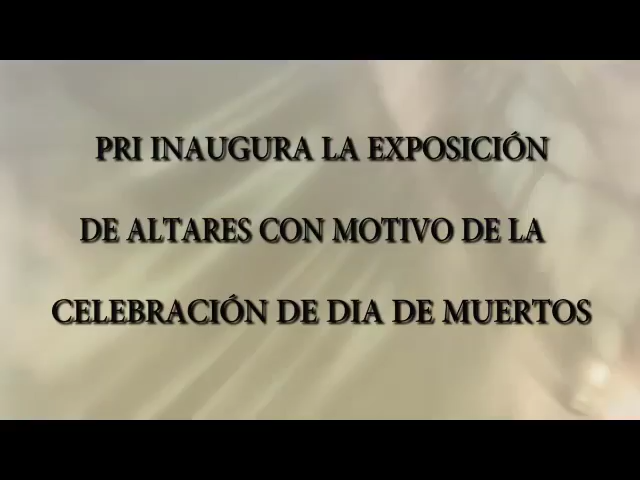 PRI INAUGURA LA EXPOSICIÓN
DE ALTARES CON MOTIVO DE LA
CELEBRACIÓN DE DIA DE MUERTOS